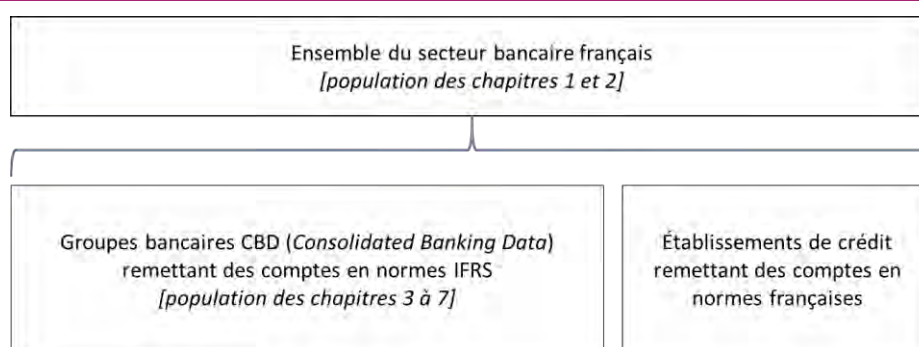 Ensemble du secteur bancaire français
[population des chapitres 1 et 2]
Groupes bancaires CBD (Consolidated Banking Data)
remettant des comptes en normes IFRS
[population des chapitres 3 à 7]
Établissements de crédit
remettant des comptes en
normes françaises